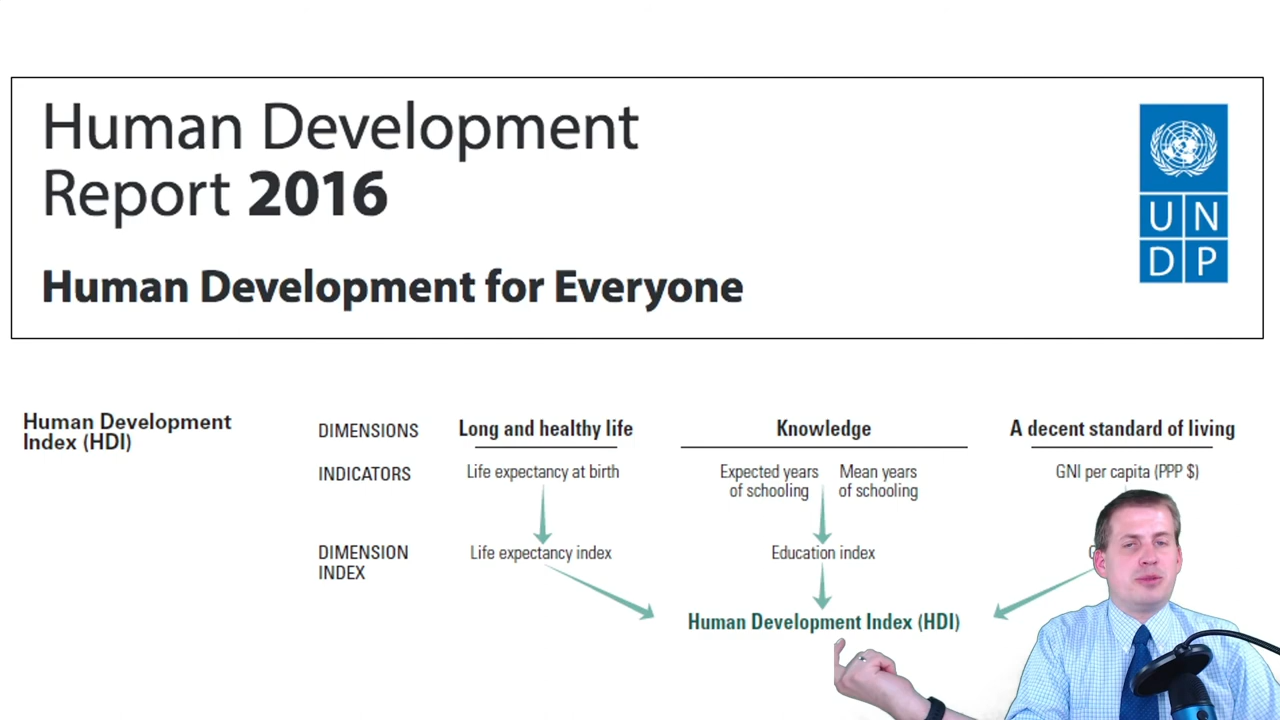 Human Development
Report 2016
Human Development for Everyone
UN
DP
Human Development
Index (HDI)
DIMENSIONS
Long and healthy life
Knowledge
A decent standard of living
INDICATORS
Life expectancy at birth
Expected years
of schooling
Mean years
of schooling
GNI per capita (PPP $)
DIMENSION
INDEX
Life expectancy index
Education index
Human Development Index (HDI)